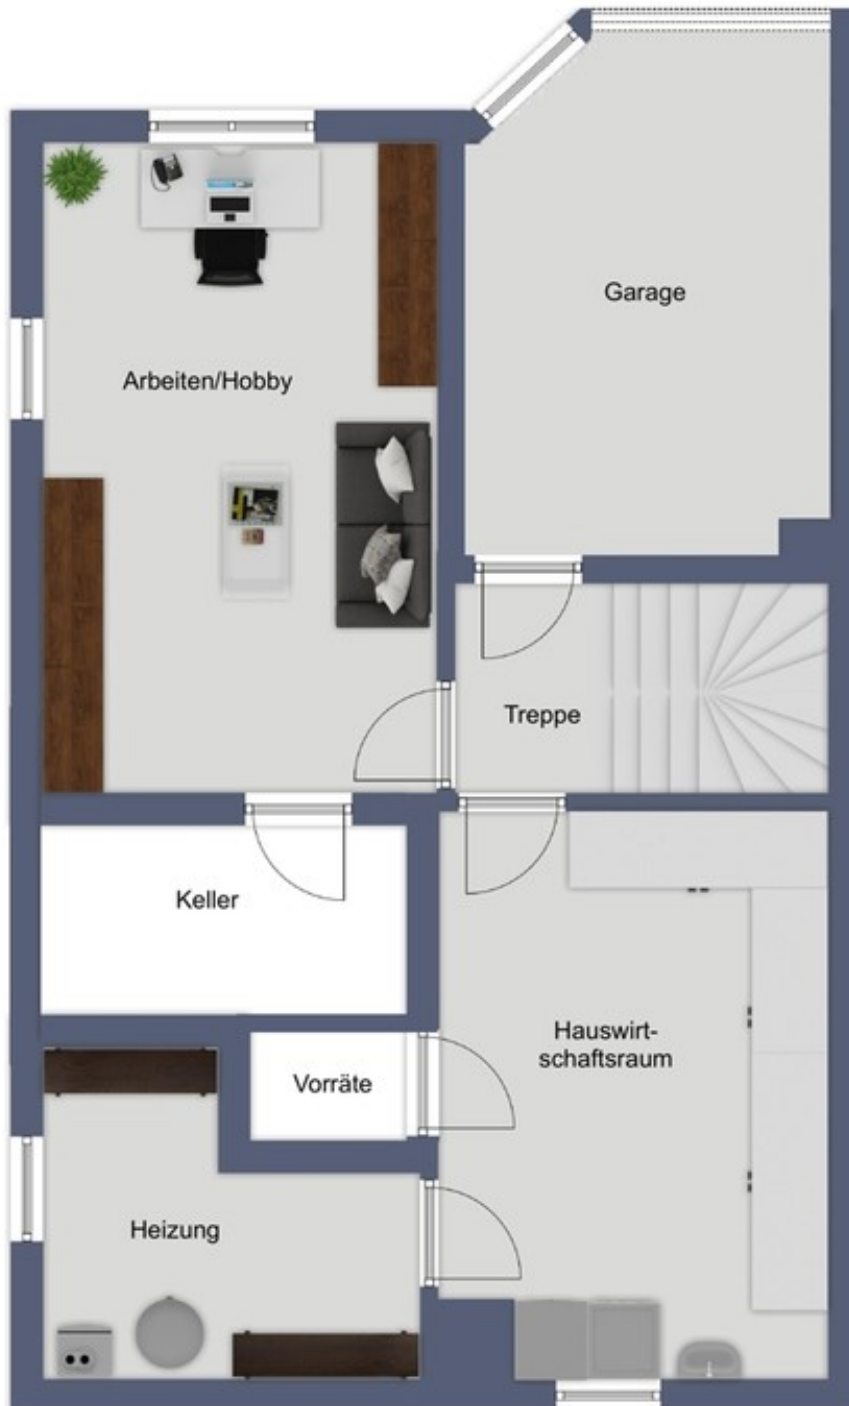 Garage
Arbeiten/Hobby
Treppe
Keller
Hauswirt-
schaftsraum
Vorräte
Heizung